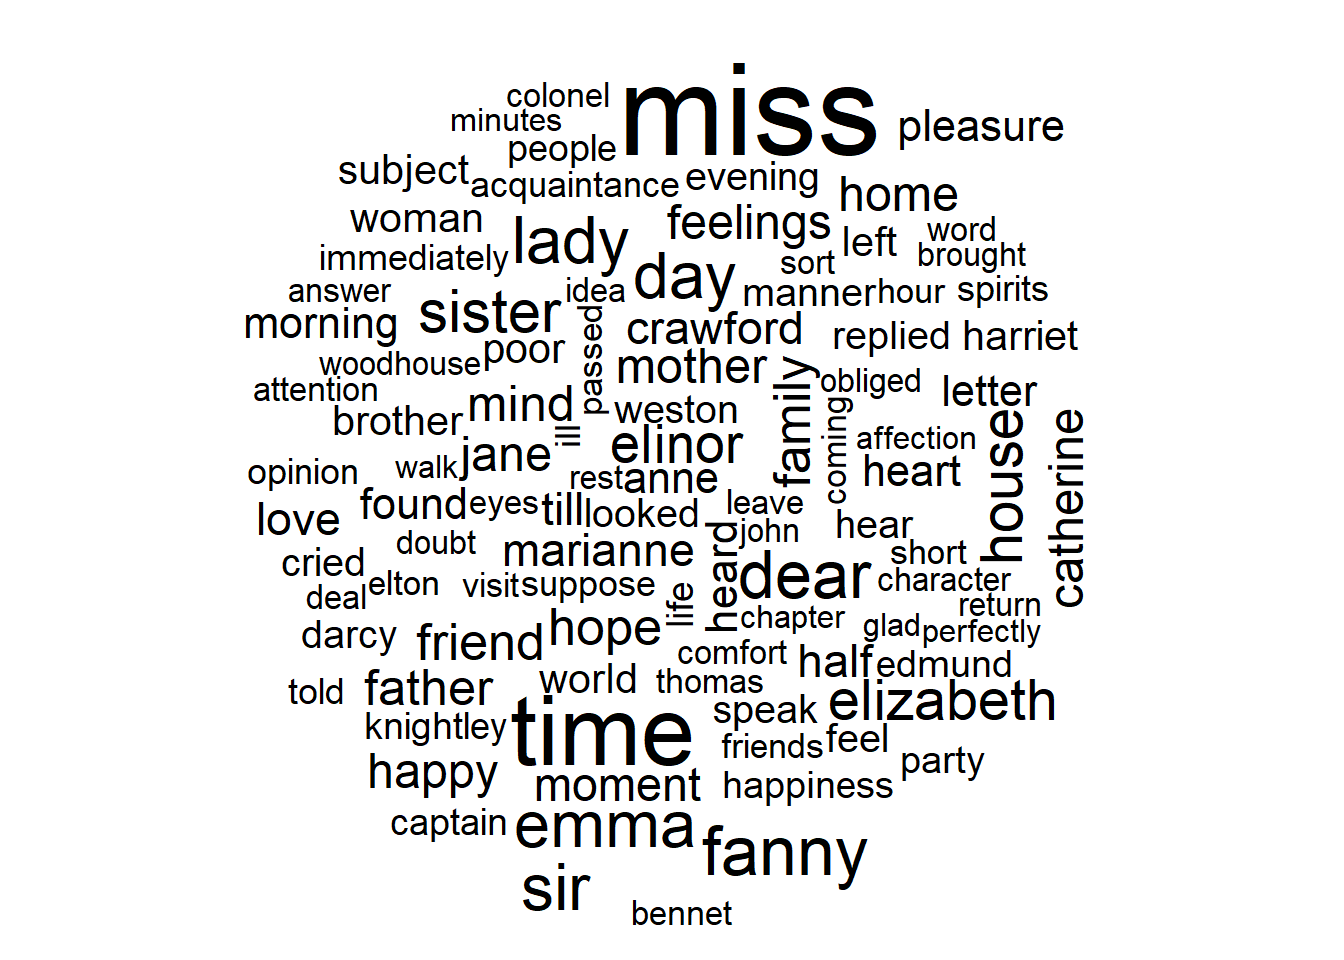 colonel
miss
minutes
pleasure
people
subject
acquaintance
evening
home
woman
lady
feelings
left
word
immediately
day
sort
brought
answer
sister
idea
manner
hour
spirits
morning
passed
crawford
replied
harriet
woodhouse
poor
mother
family
obliged
letter
attention
brother
mind
weston
coming
affection
house
catherine
opinion
walk
jane
ill
elinor
heart
rest
anne
love
found
eyes
till
looked
leave
john
hear
doubt
marianne
heard
short
cried
dear
character
deal
elton
visit
suppose
life
chapter
return
darcy
friend
hope
glad
perfectly
comfort
half
edmund
told
father
world
thomas
speak
elizabeth
knightley
time
friends
feel
party
happy
moment
happiness
captain
emma
fanny
sir
bennet